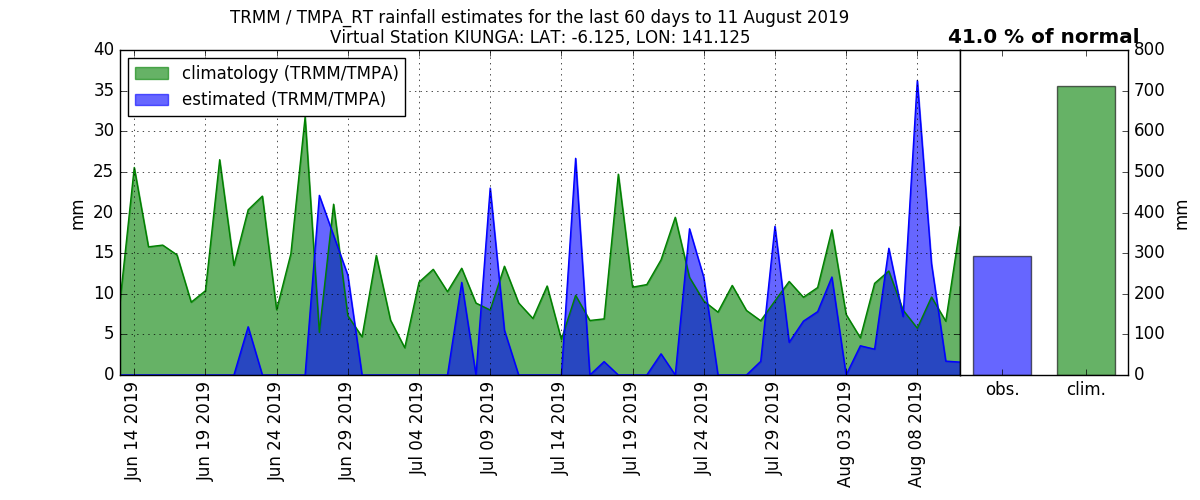 TRMM / TMPA_RT rainfall estimates for the last 60 days to 11 August 2019
Virtual Station KIUNGA: LAT: -6.125, LON: 141.125
41.0 % of normal
climatology (TRMM/TMPA)
estimated (TRMM/TMPA)
40
35
30
25
20
15
10
5
0
mm
Jun 14 2019
Jun 19 2019
Jun 24 2019
Jun 29 2019
Jul 04 2019
Jul 09 2019
Jul 14 2019
Jul 19 2019
Jul 24 2019
Jul 29 2019
Aug 03 2019
Aug 08 2019
obs.
clim.
800
700
600
500
400
300
200
100
0
mm